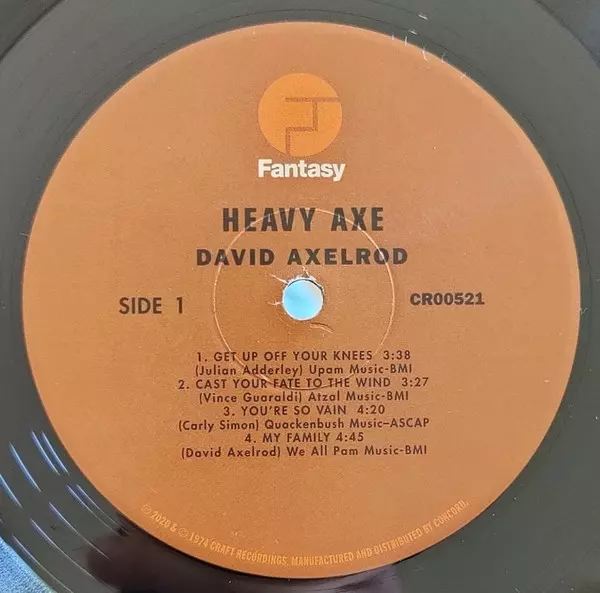 Fantasy
HEAVY AXE
DAVID AXELROD
SIDE 1
CR00521
1. GET UP OFF YOUR KNEES 3:38
(Julian Adderley) Upam Music-BMI
2. CAST YOUR FATE TO THE WIND 3:27
(Vince Guaraldi) Atzal Music-BMI
3. YOU'RE SO VAIN 4:20
(Carly Simon) Quackenbush Music–ASCAP
4. MY FAMILY 4:45
(David Axelrod) We All Pam Music-BMI
℗ 2020 & © 1974 CRAFT RECORDINGS. MANUFACTURED AND DISTRIBUTED BY CONCORD.